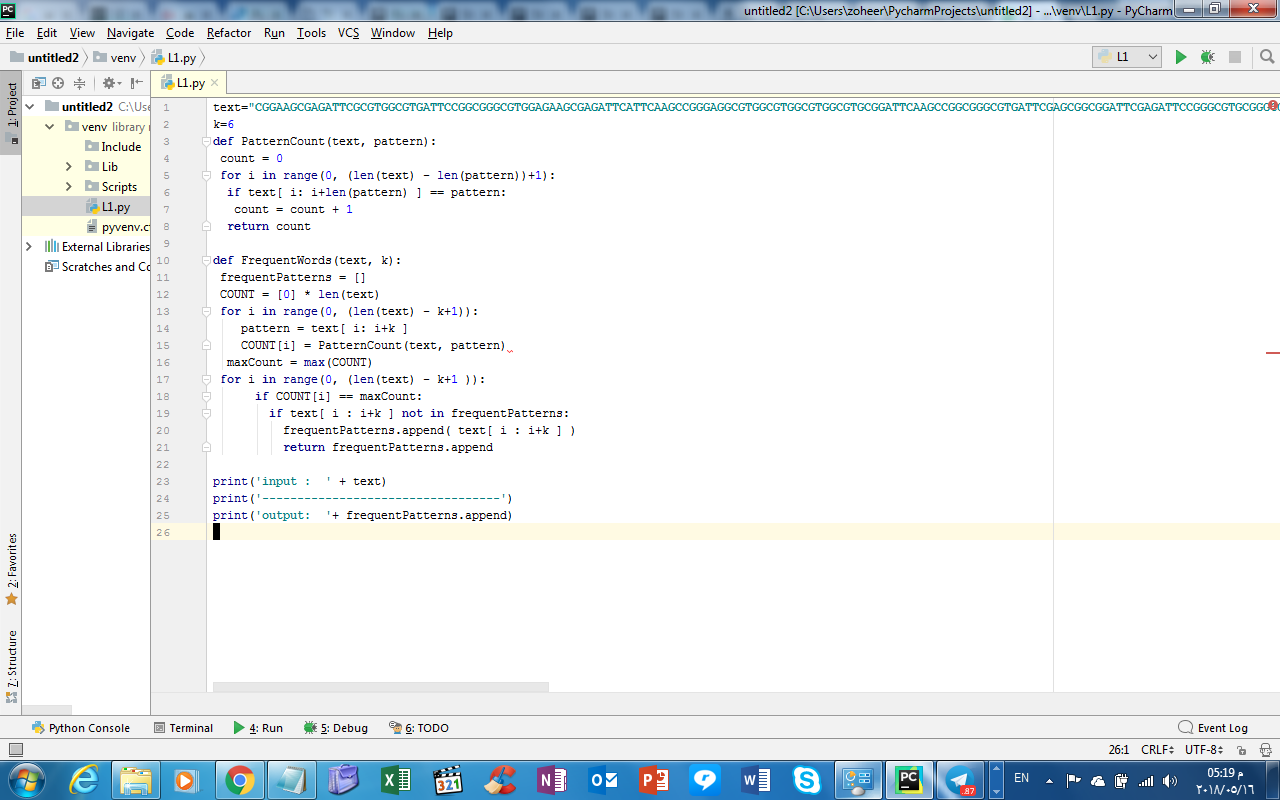 untitled2 [C:\Users\zoheer\PycharmProjects\untitled2] - ...\venv\L1.py - PyCharm
File Edit View Navigate Code Refactor Run Tools VCS Window Help
untitled2 venv L1.py L1
1: Project
L1.py
untitled2 C:\Use
venv library r
Include
Lib
Scripts
L1.py
pyvenv.c
External Libraries
Scratches and Co
1 text="CGGAAGCGAGATTCGCGTGGCGTGATTCCGGCGGGCGTGGAGAAGCGAGATTCATTCAAGCCGGGAGGCGTGGCGTGGCGTGGCGTGCGGATTCAAGCCGGCGGGCGTGATTCGAGCGGCGGATTCGAGATTCCGGGCGTGCGGG
2 k=6
3 def PatternCount(text, pattern):
4 count = 0
5 for i in range(0, (len(text) - len(pattern))+1):
6 if text[ i: i+len(pattern) ] == pattern:
7 count = count + 1
8 return count
9
10 def FrequentWords(text, k):
11 frequentPatterns = []
12 COUNT = [0] * len(text)
13 for i in range(0, (len(text) - k+1)):
14 pattern = text[ i: i+k ]
15 COUNT[i] = PatternCount(text, pattern)
16 maxCount = max(COUNT)
17 for i in range(0, (len(text) - k+1 )):
18 if COUNT[i] == maxCount:
19 if text[ i : i+k ] not in frequentPatterns:
20 frequentPatterns.append( text[ i : i+k ] )
21 return frequentPatterns.append
22
23 print('input :  ' + text)
24 print('----------------------------------')
25 print('output:  '+ frequentPatterns.append)
26
2: Favorites
7: Structure
Python Console Terminal 4: Run 5: Debug 6: TODO Event Log
26:1 CRLF UTF-8
EN
05:19 م
٢٠١٨/٠٥/١٦
321
.87